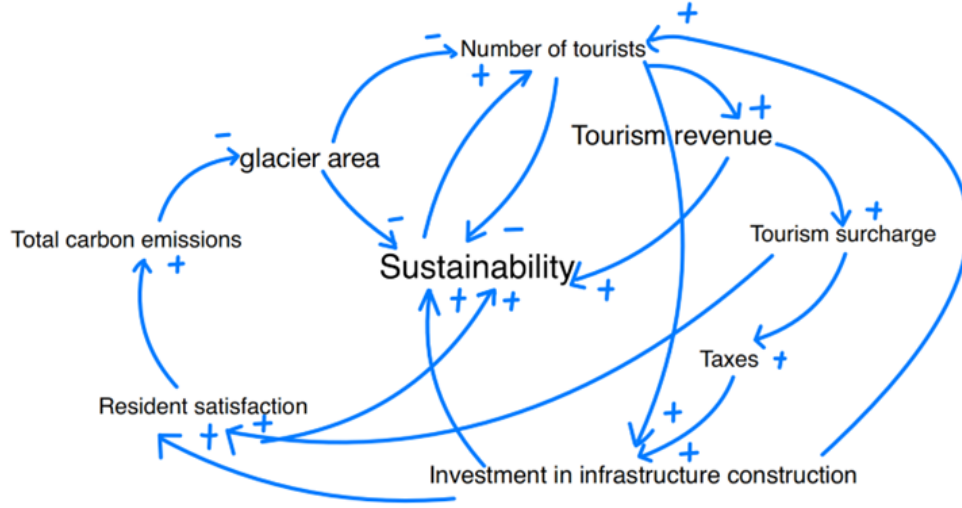 +
− Number of tourists
+
+
− Tourism revenue
glacier area
− +
Total carbon emissions − Tourism surcharge
+ Sustainability
+ + +
Taxes +
Resident satisfaction
+ + +
+
Investment in infrastructure construction